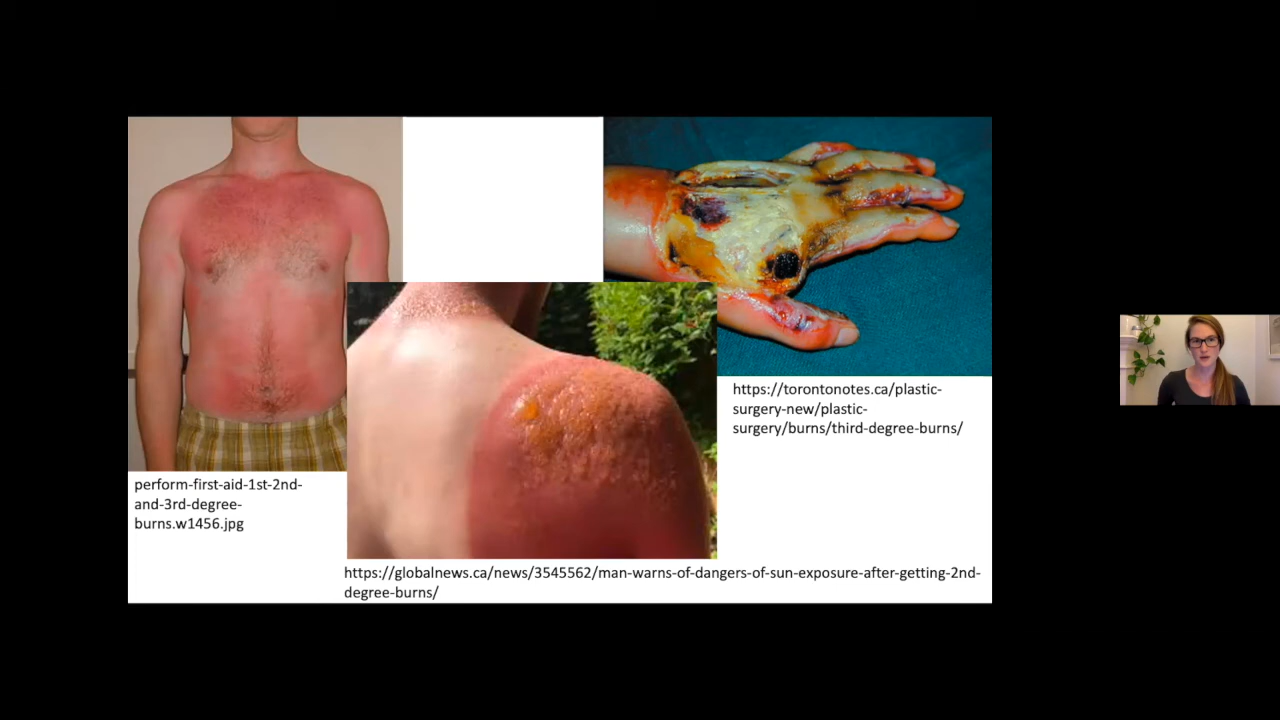 https://torontonotes.ca/plastic-
surgery-new/plastic-
surgery/burns/third-degree-burns/
perform-first-aid-1st-2nd-
and-3rd-degree-
burns.w1456.jpg
https://globalnews.ca/news/3545562/man-warns-of-dangers-of-sun-exposure-after-getting-2nd-
degree-burns/